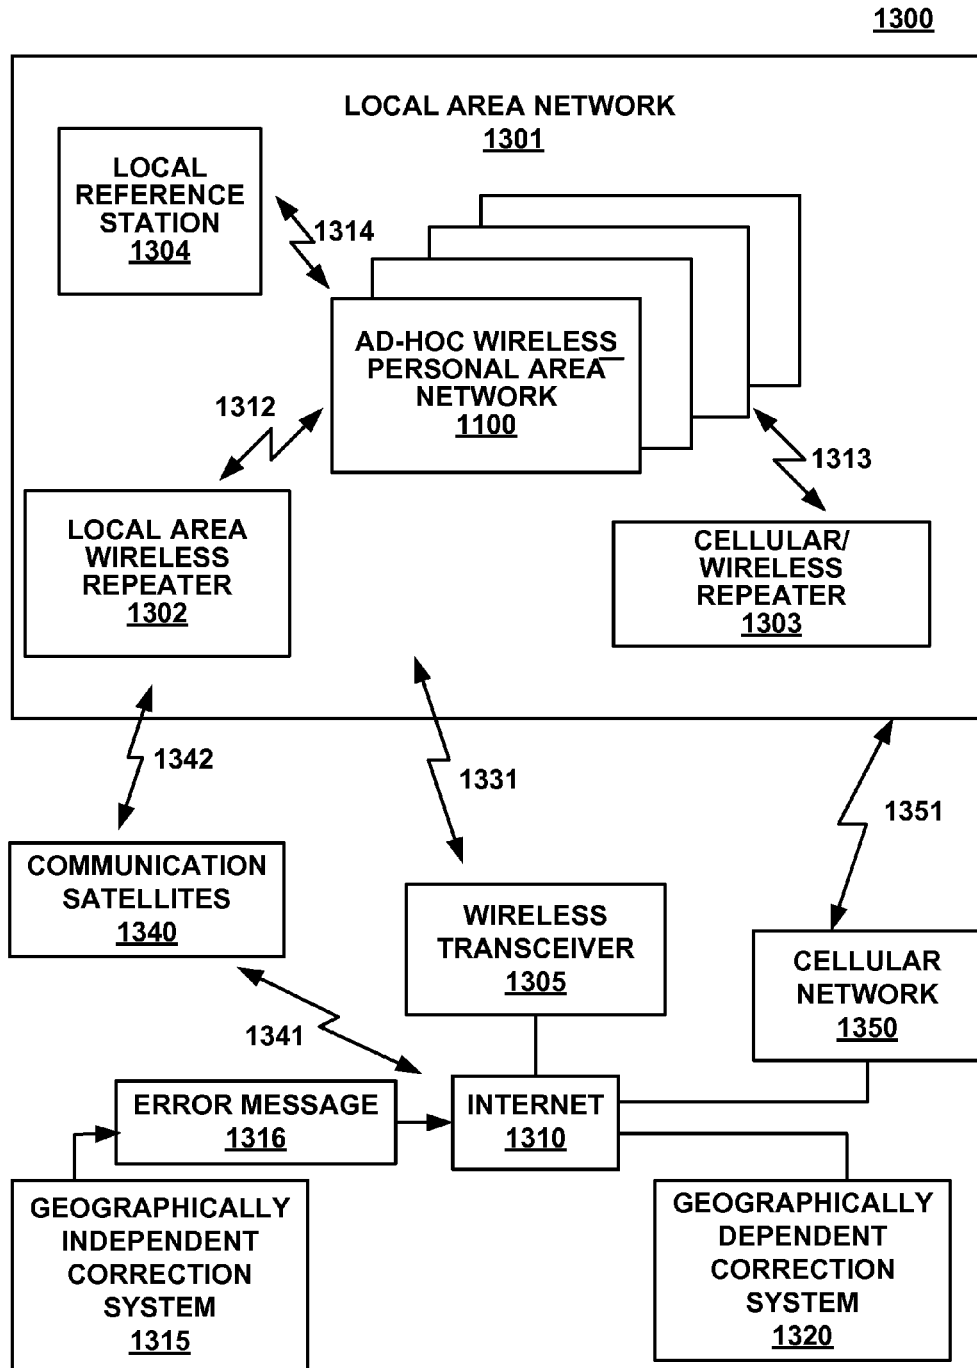 1300
LOCAL AREA NETWORK
1301
LOCAL
REFERENCE
STATION
1304
1314
AD-HOC WIRELESS
PERSONAL AREA
NETWORK
1100
1312
1313
LOCAL AREA
WIRELESS
REPEATER
1302
CELLULAR/
WIRELESS
REPEATER
1303
1342
1331
1351
COMMUNICATION
SATELLITES
1340
WIRELESS
TRANSCEIVER
1305
CELLULAR
NETWORK
1350
1341
ERROR MESSAGE
1316
INTERNET
1310
GEOGRAPHICALLY
INDEPENDENT
CORRECTION
SYSTEM
1315
GEOGRAPHICALLY
DEPENDENT
CORRECTION
SYSTEM
1320